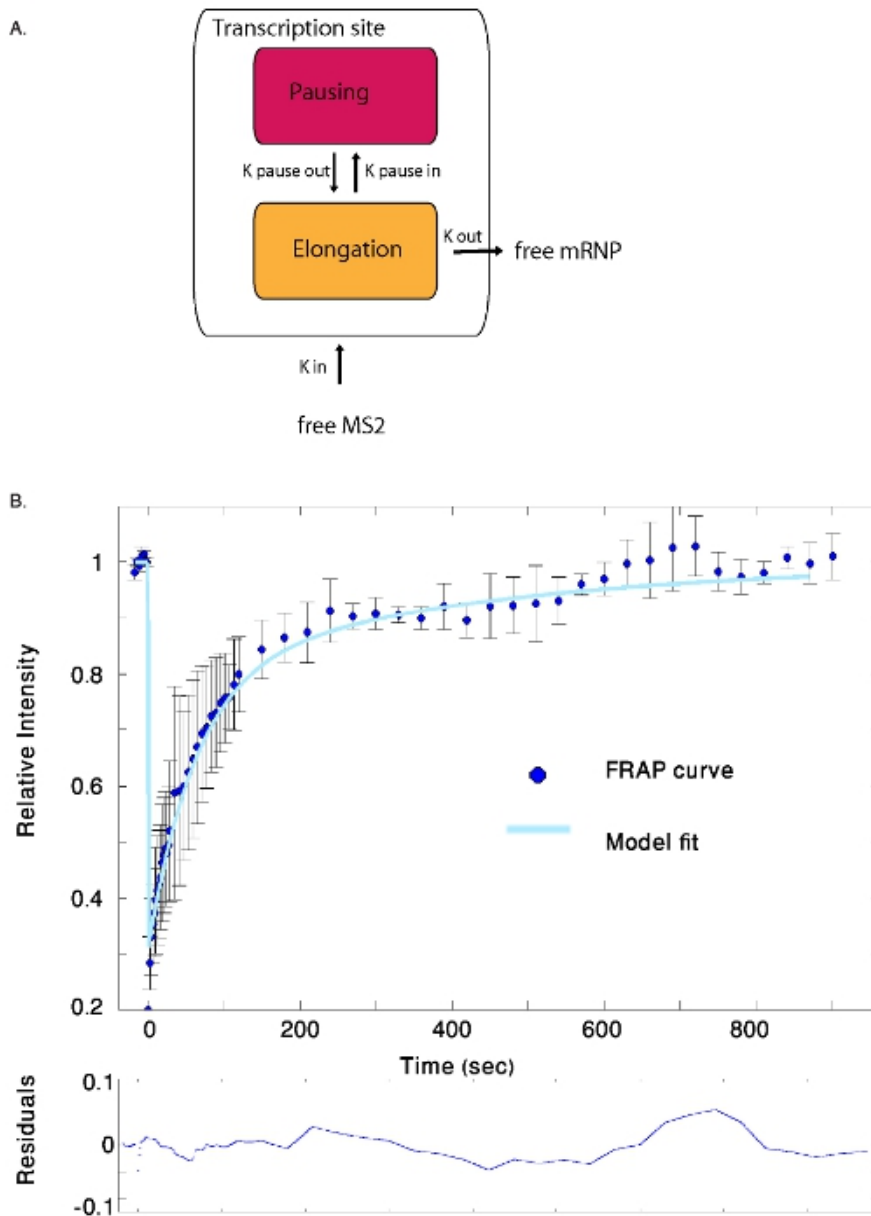 A.
Transcription site
Pausing
K pause out
K pause in
Elongation
K out
free mRNP
K in
free MS2
B.
1
0.8
0.6
0.4
0.2
Relative Intensity
FRAP curve
Model fit
0
200
400
600
800
Time (sec)
0.1
0
-0.1
Residuals